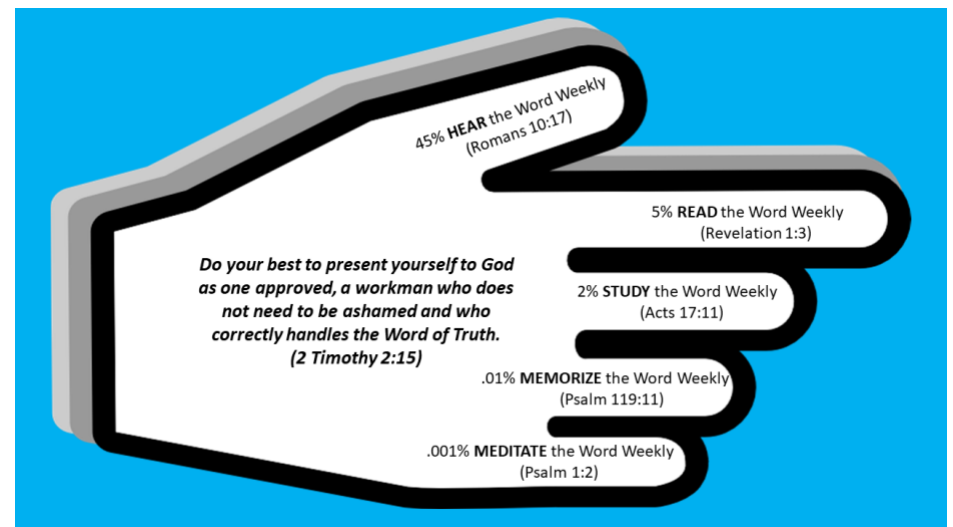 45% HEAR the Word Weekly
(Romans 10:17)
5% READ the Word Weekly
(Revelation 1:3)
Do your best to present yourself to God
as one approved, a workman who does
not need to be ashamed and who
correctly handles the Word of Truth.
(2 Timothy 2:15)
2% STUDY the Word Weekly
(Acts 17:11)
.01% MEMORIZE the Word Weekly
(Psalm 119:11)
.001% MEDITATE the Word Weekly
(Psalm 1:2)